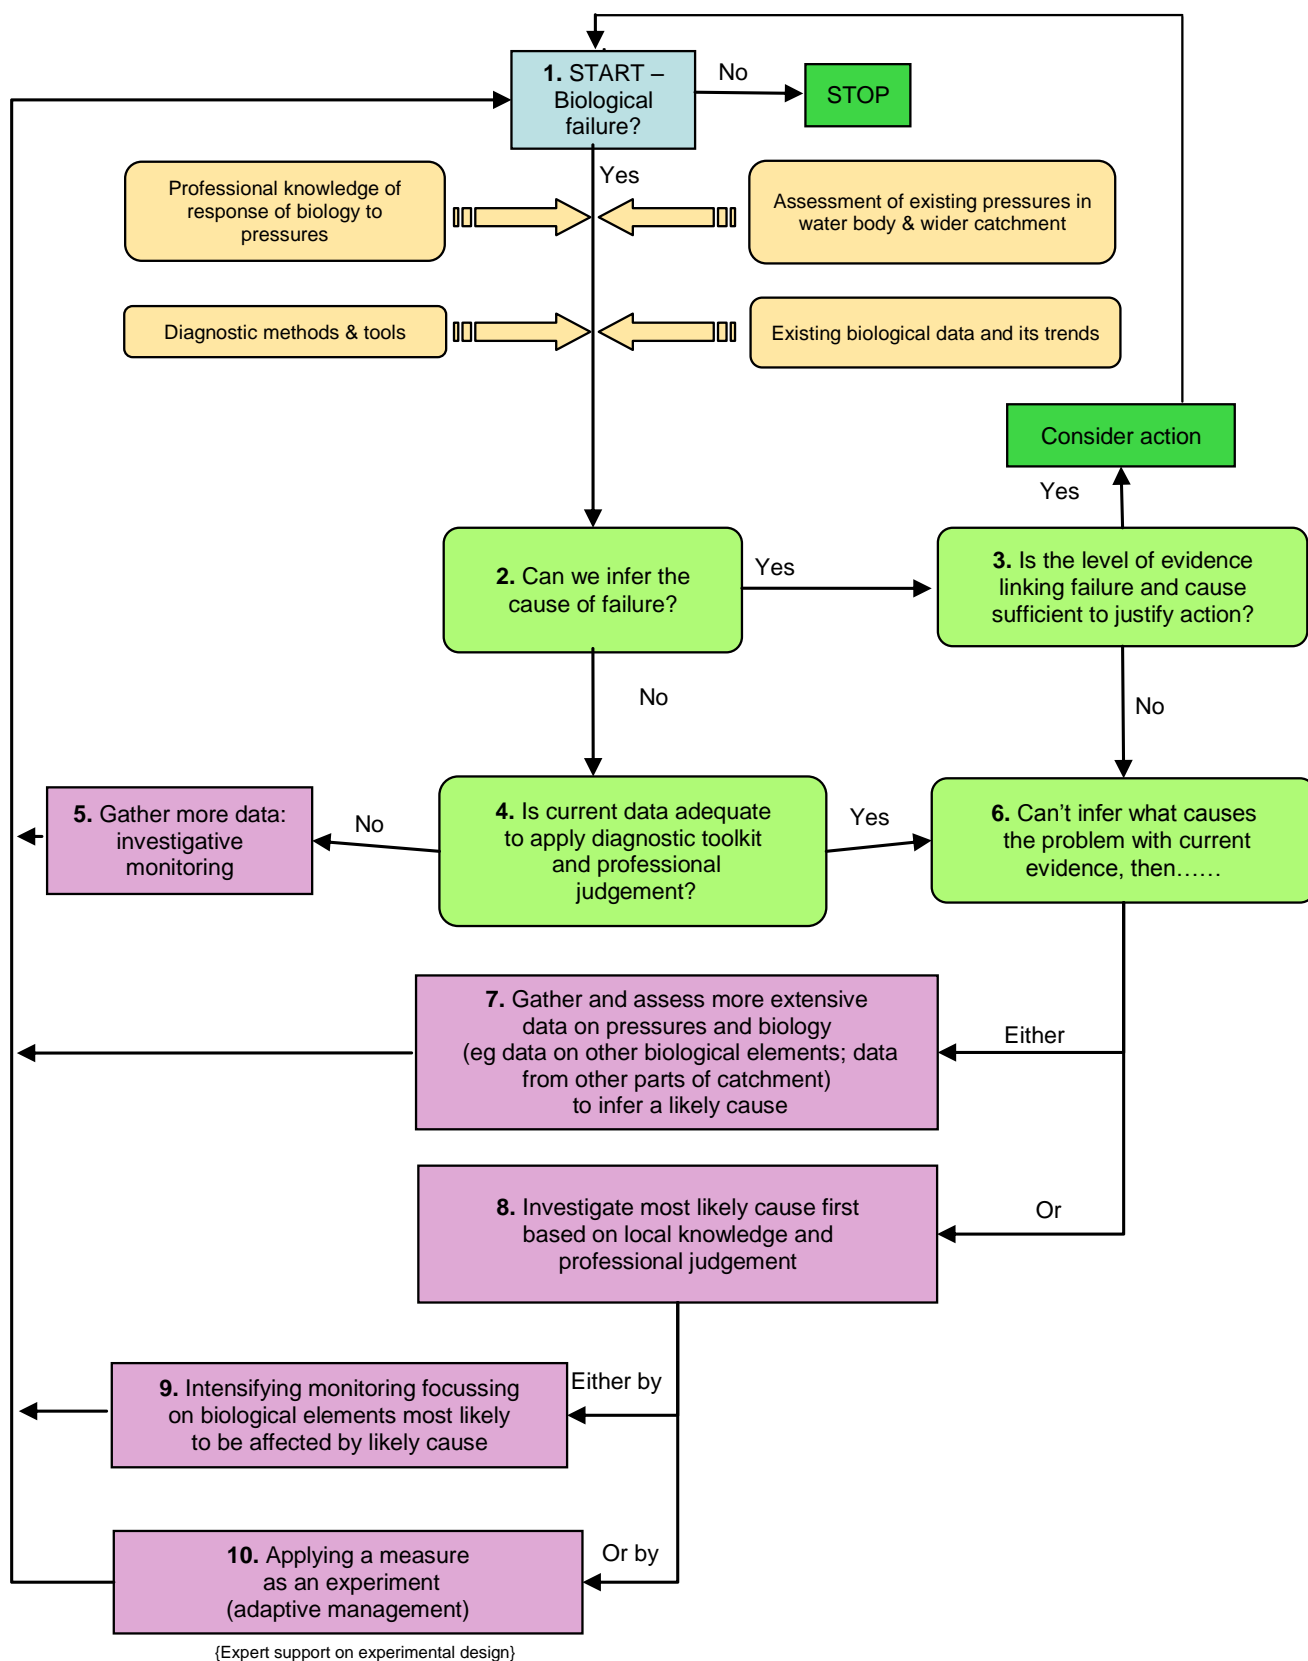 1. START –
Biological
failure?
No
STOP
Yes
Professional knowledge of
response of biology to
pressures
Assessment of existing pressures in
water body & wider catchment
Diagnostic methods & tools
Existing biological data and its trends
Consider action
Yes
2. Can we infer the
cause of failure?
Yes
3. Is the level of evidence
linking failure and cause
sufficient to justify action?
No
No
5. Gather more data:
investigative
monitoring
No
4. Is current data adequate
to apply diagnostic toolkit
and professional
judgement?
Yes
6. Can’t infer what causes
the problem with current
evidence, then……
7. Gather and assess more extensive
data on pressures and biology
(eg data on other biological elements; data
from other parts of catchment)
to infer a likely cause
Either
8. Investigate most likely cause first
based on local knowledge and
professional judgement
Or
9. Intensifying monitoring focussing
on biological elements most likely
to be affected by likely cause
Either by
10. Applying a measure
as an experiment
(adaptive management)
Or by
{Expert support on experimental design}